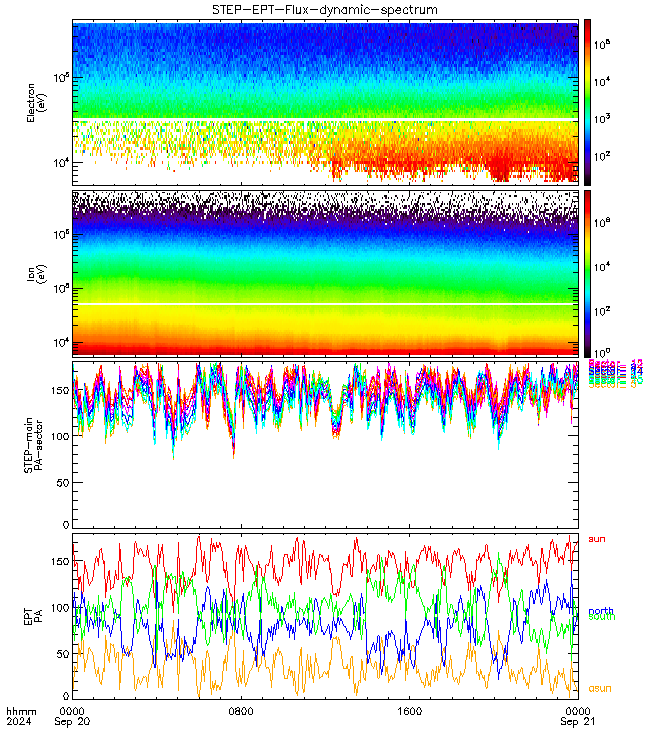 STEP-EPT-Flux-dynamic-spectrum
Electron
(eV)
10^5
10^4
10^5
10^4
10^3
10^2
Ion
(eV)
10^6
10^5
10^4
10^6
10^4
10^2
10^0
STEP-main
PA-sector
150
100
50
0
EPT
PA
150
100
50
0
sun
north
south
asun
hhmm
2024
0000
Sep 20
0800
1600
0000
Sep 21